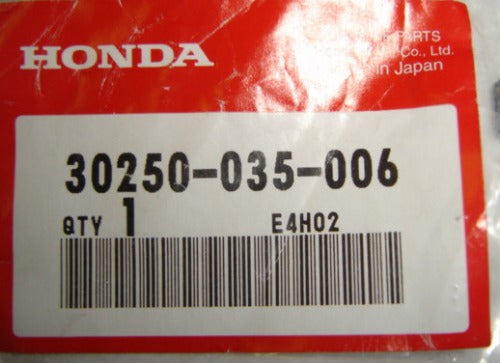 HONDA
PARTS
Co., Ltd.
in Japan
30250-035-006
QTY 1 E4H02